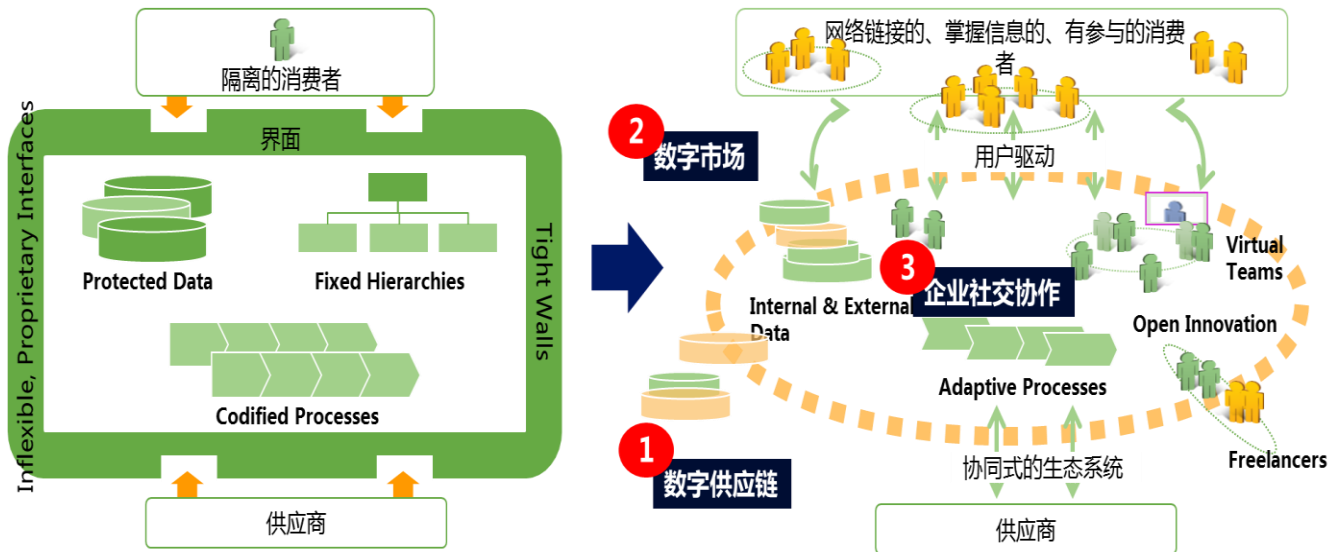 隔离的消费者
界面
Inflexible, Proprietary Interfaces
Tight Walls
Protected Data
Fixed Hierarchies
Codified Processes
供应商
网络链接的、掌握信息的、有参与的消费
者
2
数字市场
用户驱动
3
企业社交协作
Virtual
Teams
Internal & External
Data
Open Innovation
Adaptive Processes
1
数字供应链
协同式的生态系统
Freelancers
供应商